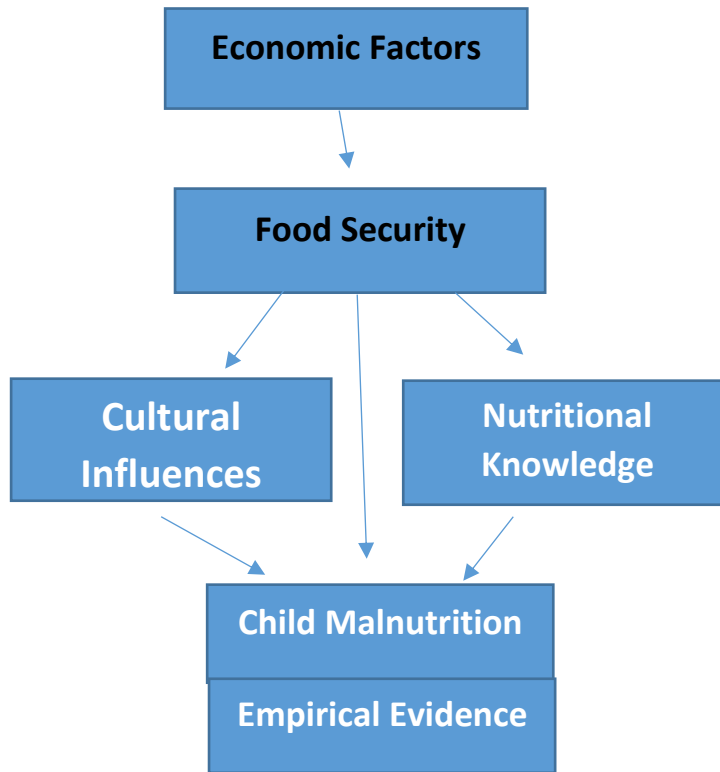 Economic Factors
Food Security
Cultural
Influences
Nutritional
Knowledge
Child Malnutrition
Empirical Evidence